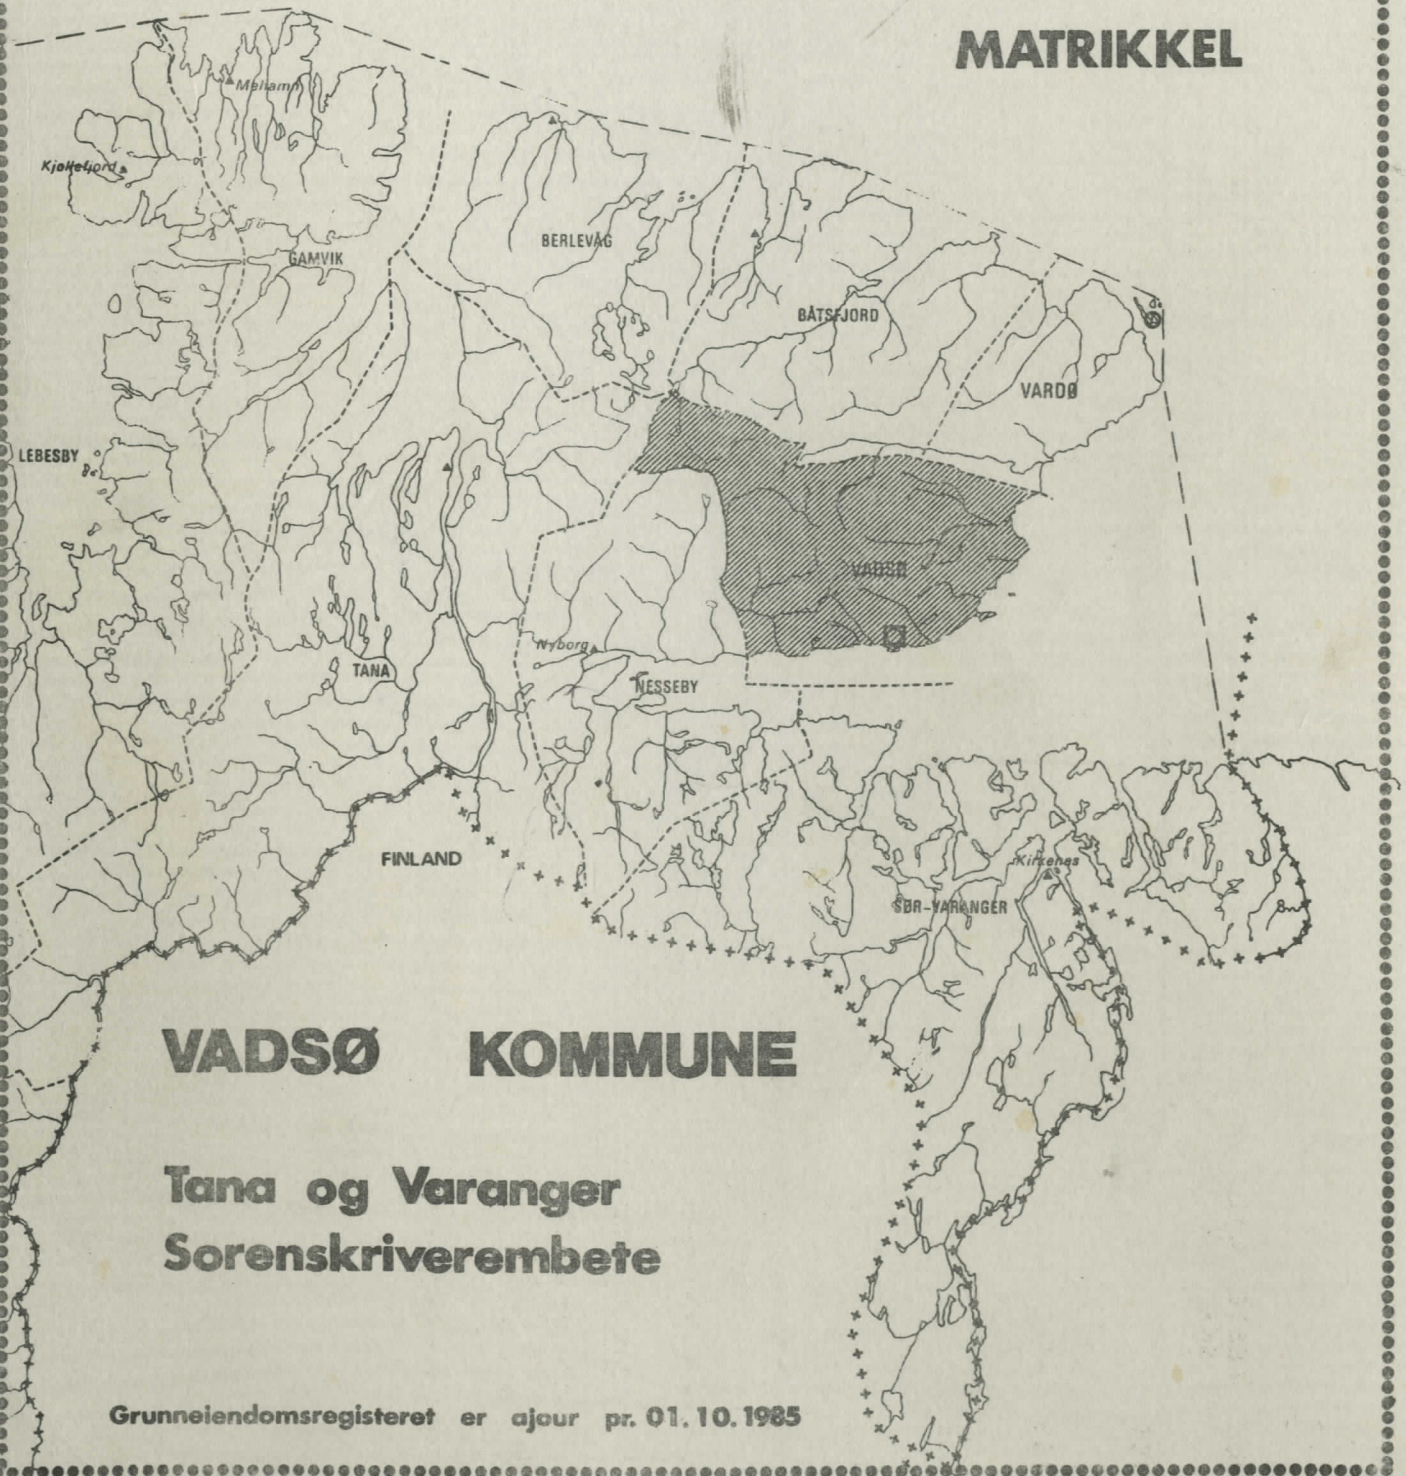 MATRIKKEL
Mehamn
Kjøllefjord
BERLEVÅG
GAMVIK
BÅTSFJORD
VARDØ
LEBESBY
VADSØ
Nyborg
TANA
NESSEBY
FINLAND
Kirkenes
SØR-VARANGER
VADSØ KOMMUNE
Tana og Varanger
Sorenskriverembete
Grunneiendomsregisteret er ajour pr. 01.10.1985